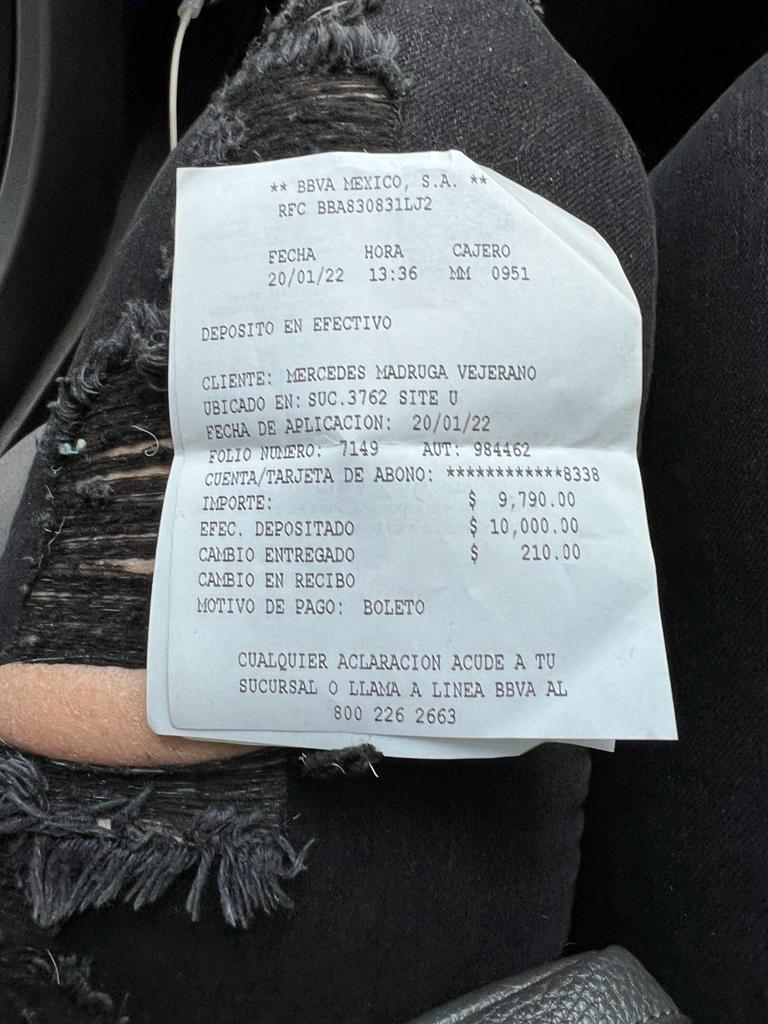 ** BBVA MEXICO, S.A. **
RFC BBA830831LJ2
FECHA HORA CAJERO
20/01/22 13:36 MM 0951
DEPOSITO EN EFECTIVO
CLIENTE: MERCEDES MADRUGA VEJERANO
UBICADO EN: SUC.3762 SITE U
FECHA DE APLICACION: 20/01/22
FOLIO NUMERO: 7149 AUT: 984462
CUENTA/TARJETA DE ABONO: ************8338
IMPORTE: $ 9,790.00
EFEC. DEPOSITADO $ 10,000.00
CAMBIO ENTREGADO $ 210.00
CAMBIO EN RECIBO
MOTIVO DE PAGO: BOLETO
CUALQUIER ACLARACION ACUDE A TU
SUCURSAL O LLAMA A LINEA BBVA AL
800 226 2663